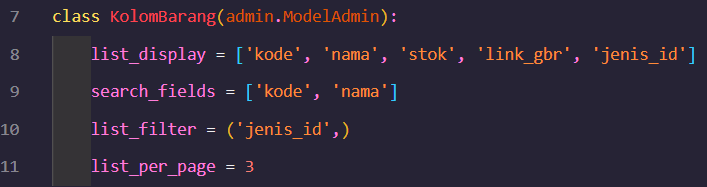 7 class KolomBarang(admin.ModelAdmin):
8 list_display = ['kode', 'nama', 'stok', 'link_gbr', 'jenis_id']
9 search_fields = ['kode', 'nama']
10 list_filter = ('jenis_id',)
11 list_per_page = 3